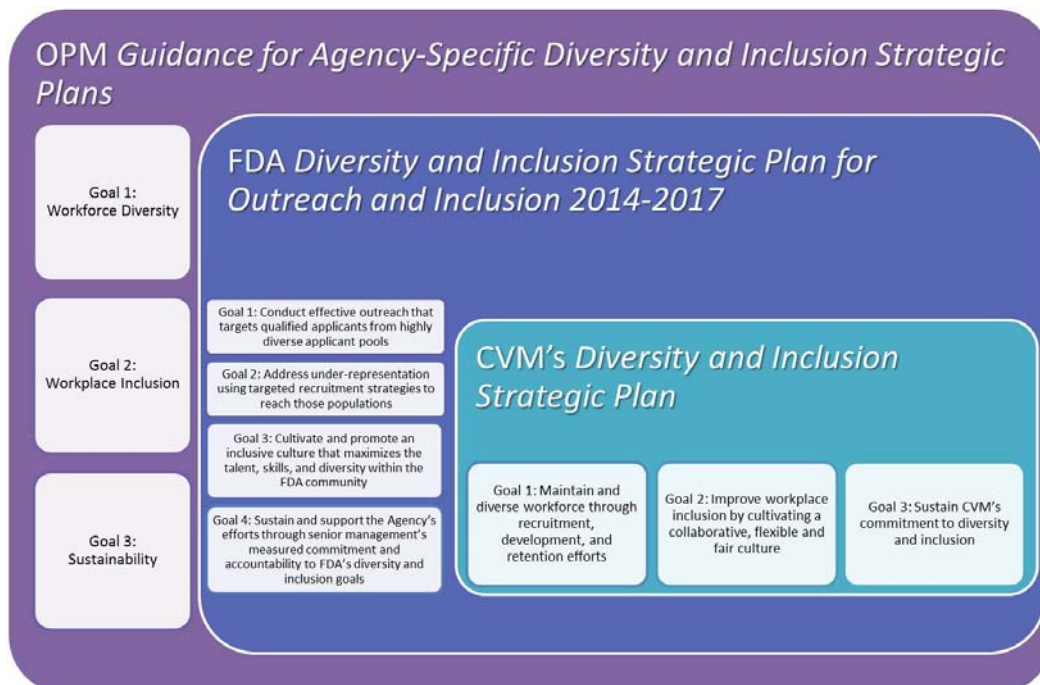 OPM Guidance for Agency-Specific Diversity and Inclusion Strategic
Plans
Goal 1:
Workforce Diversity
Goal 2:
Workplace Inclusion
Goal 3:
Sustainability
FDA Diversity and Inclusion Strategic Plan for
Outreach and Inclusion 2014-2017
Goal 1: Conduct effective outreach that
targets qualified applicants from highly
diverse applicant pools
Goal 2: Address under-representation
using targeted recruitment strategies to
reach those populations
Goal 3: Cultivate and promote an
inclusive culture that maximizes the
talent, skills, and diversity within the
FDA community
Goal 4: Sustain and support the Agency's
efforts through senior management's
measured commitment and
accountability to FDA's diversity and
inclusion goals
CVM's Diversity and Inclusion
Strategic Plan
Goal 1: Maintain and
diverse workforce through
recruitment,
development, and
retention efforts
Goal 2: Improve workplace
inclusion by cultivating a
collaborative, flexible and
fair culture
Goal 3: Sustain CVM's
commitment to diversity
and inclusion